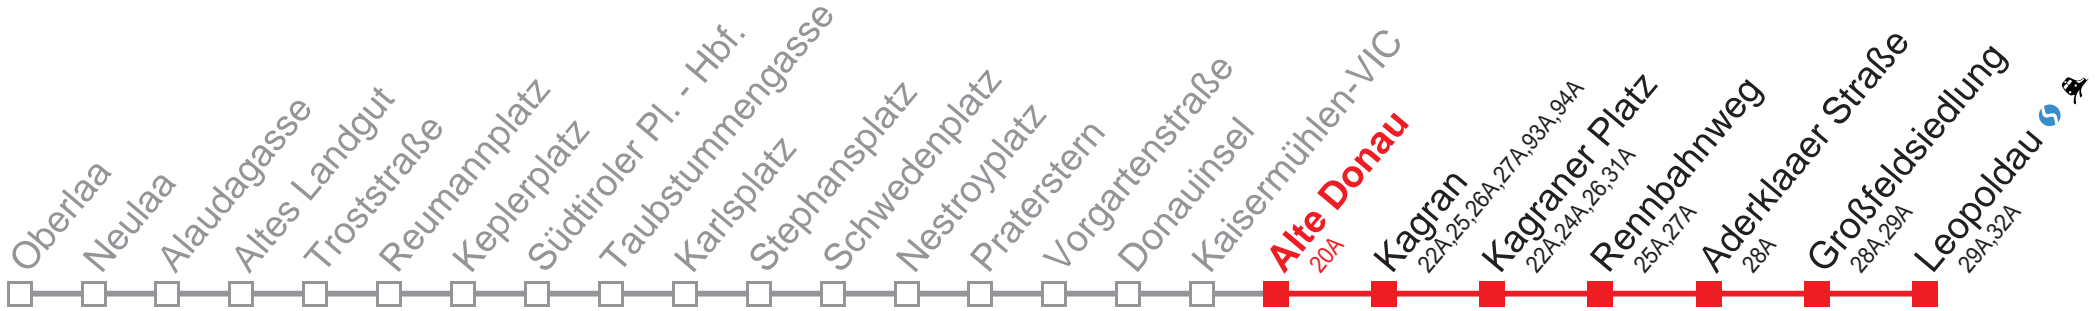 Oberlaa
Neulaa
Alaudagasse
Altes Landgut
Troststraße
Reumannplatz
Keplerplatz
Südtiroler Pl. - Hbf.
Taubstummengasse
Karlsplatz
Stephansplatz
Schwedenplatz
Nestroyplatz
Praterstern
Vorgartenstraße
Donauinsel
Kaisermühlen-VIC
Alte Donau
20A
Kagran
22A,25,26A,27A,93A,94A
Kagraner Platz
22A,24A,26,31A
Rennbahnweg
25A,27A
Aderklaaer Straße
28A
Großfeldsiedlung
28A,29A
Leopoldau
29A,32A